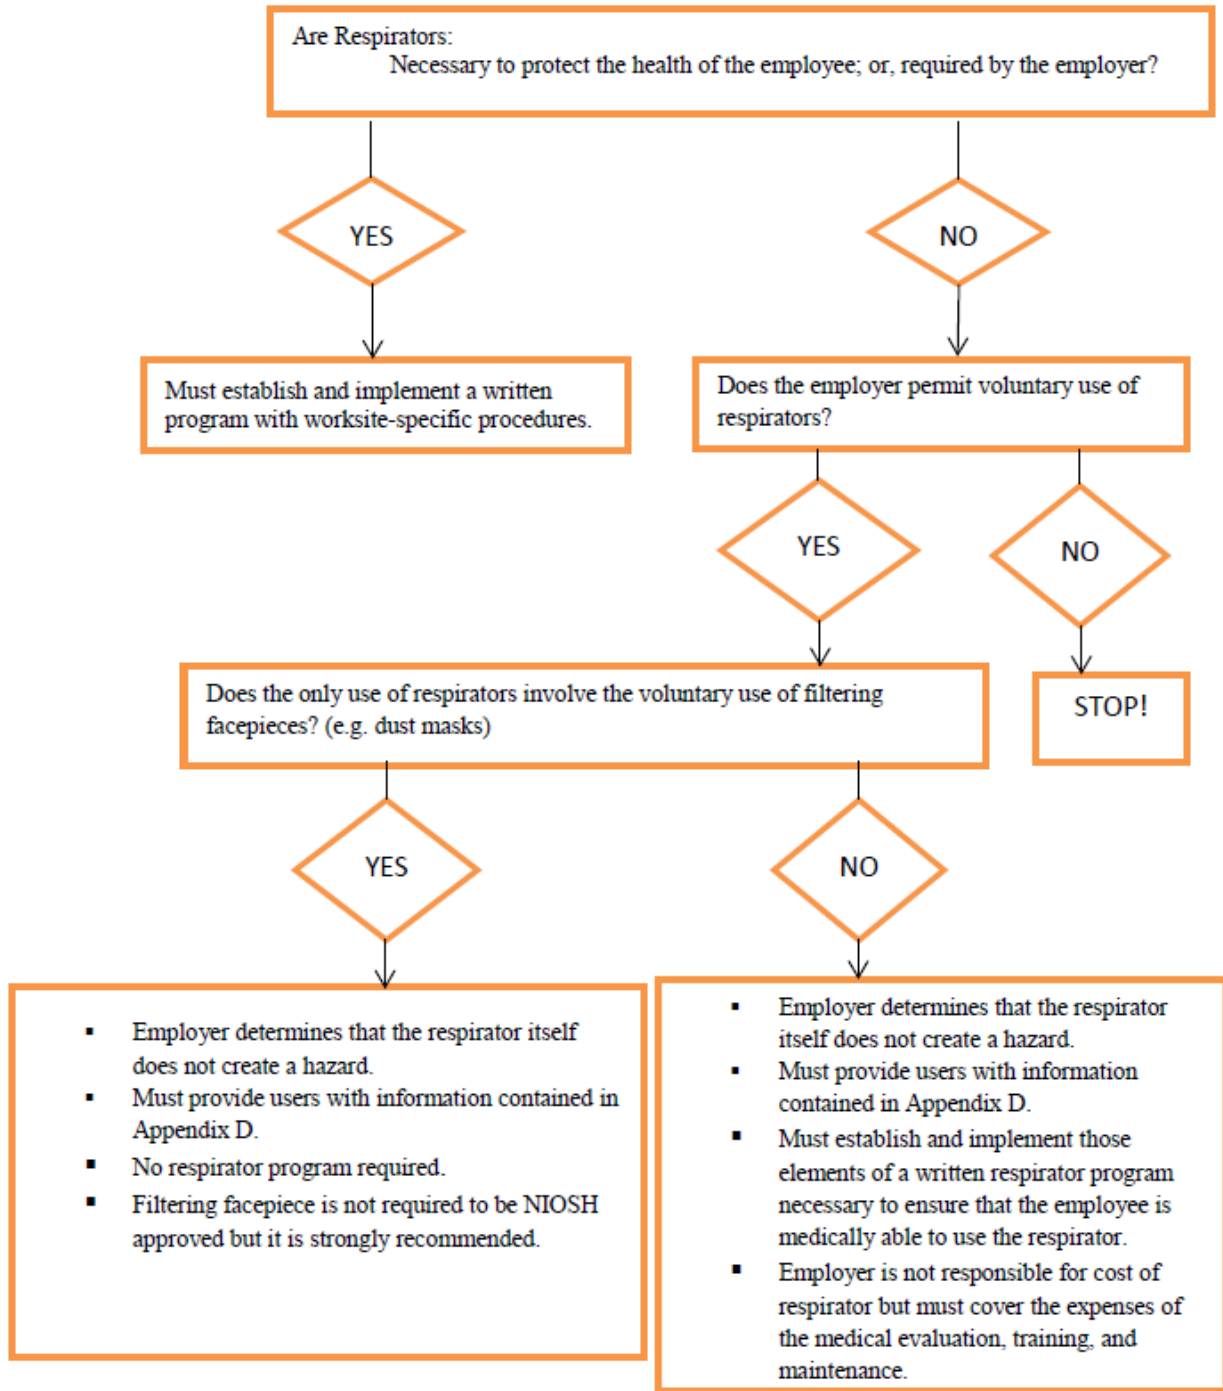 Are Respirators:
Necessary to protect the health of the employee; or, required by the employer?
YES
NO
Must establish and implement a written
program with worksite-specific procedures.
Does the employer permit voluntary use of
respirators?
YES
NO
Does the only use of respirators involve the voluntary use of filtering
facepieces? (e.g. dust masks)
STOP!
YES
NO
▪ Employer determines that the respirator itself
does not create a hazard.
▪ Must provide users with information contained in
Appendix D.
▪ No respirator program required.
▪ Filtering facepiece is not required to be NIOSH
approved but it is strongly recommended.
▪ Employer determines that the respirator
itself does not create a hazard.
▪ Must provide users with information
contained in Appendix D.
▪ Must establish and implement those
elements of a written respirator program
necessary to ensure that the employee is
medically able to use the respirator.
▪ Employer is not responsible for cost of
respirator but must cover the expenses of
the medical evaluation, training, and
maintenance.